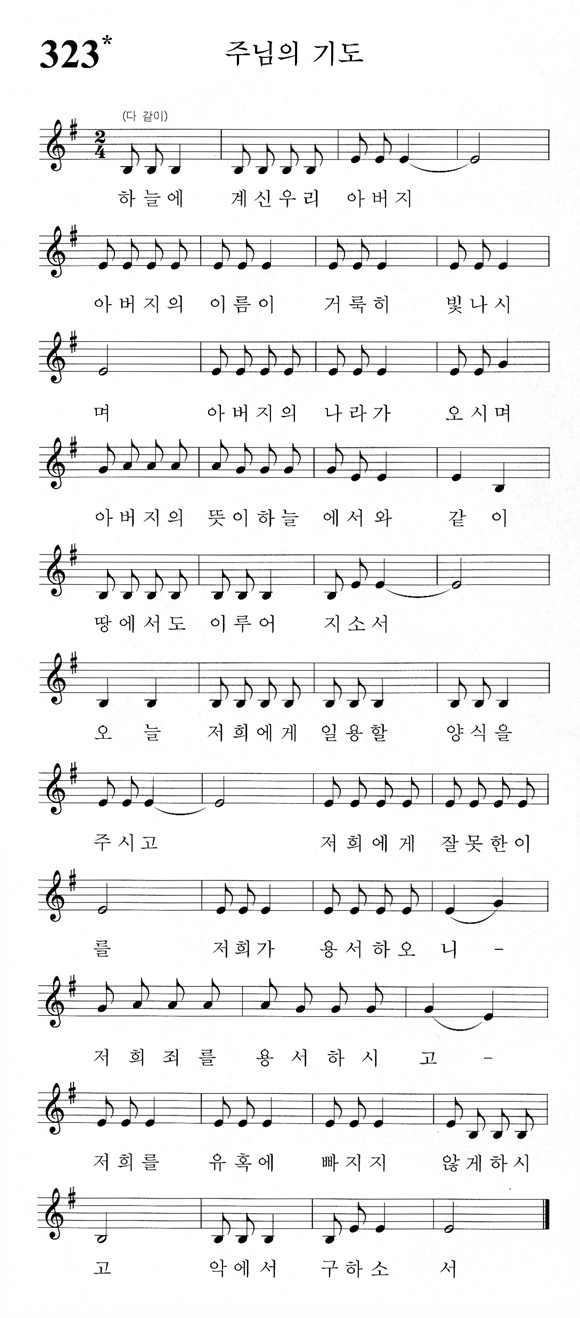 323* 주님의 기도
(다 같이)
2
4
하늘에 계신우리 아버지
아버지의 이름이 거룩히 빛나시
며 아버지의 나라가 오시며
아버지의 뜻이하늘 에서와 같 이
땅에서도 이루어 지소서
오 늘 저희에게 일용할 양식을
주시고 저희에게 잘못한이
를 저희가 용서하오 니 -
저 희 죄 를 용 서 하 시 고 -
저희를 유혹에 빠지지 않게하시
고 악에서 구하소 서